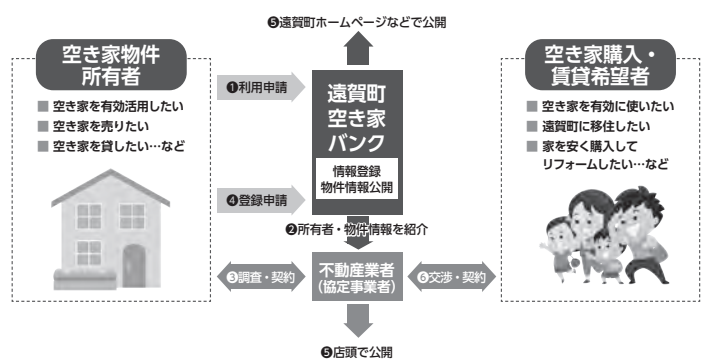 ❺遠賀町ホームページなどで公開
空き家物件
所有者
■ 空き家を有効活用したい
■ 空き家を売りたい
■ 空き家を貸したい…など
❶利用申請
❹登録申請
遠賀町
空き家
バンク
情報登録
物件情報公開
❷所有者・物件情報を紹介
❸調査・契約
不動産業者
(協定事業者)
❻交渉・契約
❺店頭で公開
空き家購入・
賃貸希望者
■ 空き家を有効に使いたい
■ 遠賀町に移住したい
■ 家を安く購入して
リフォームしたい…など